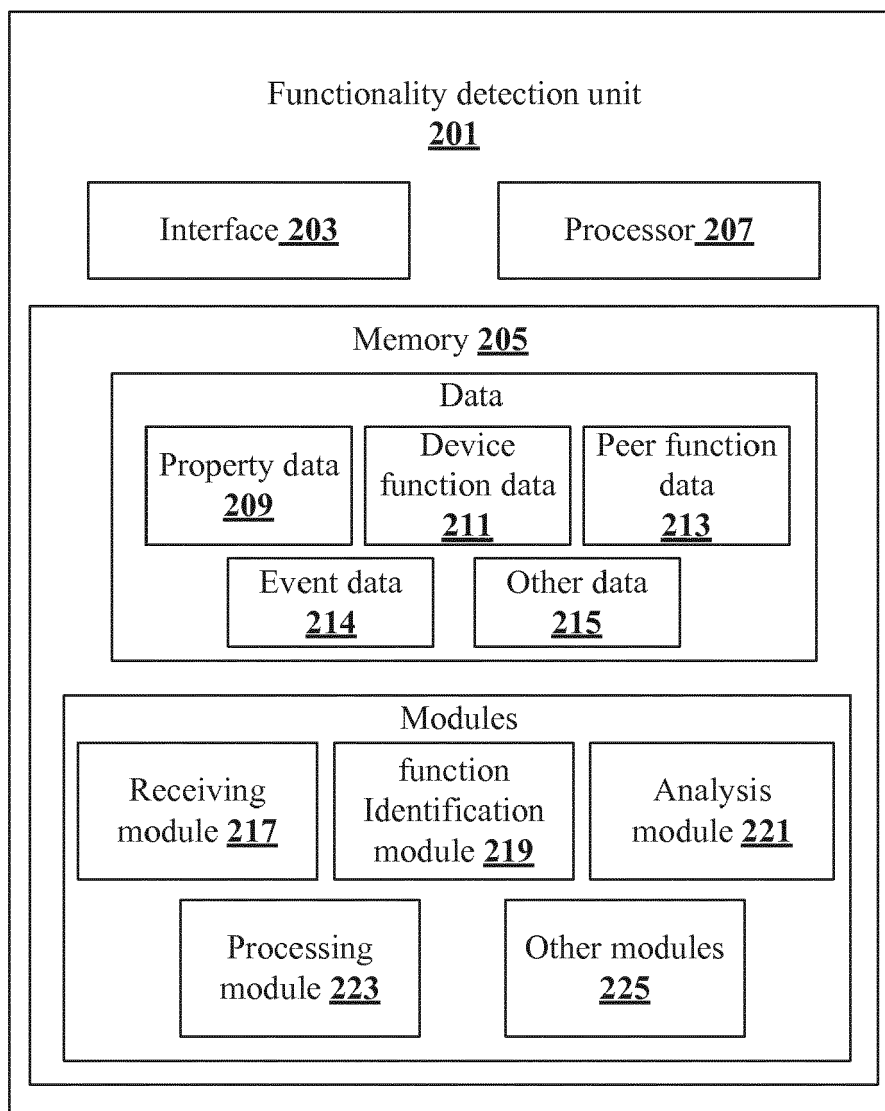 Functionality detection unit
201
Interface 203
Processor 207
Memory 205
Data
Property data
209
Device
function data
211
Peer function
data
213
Event data
214
Other data
215
Modules
Receiving
module 217
function
Identification
module 219
Analysis
module 221
Processing
module 223
Other modules
225